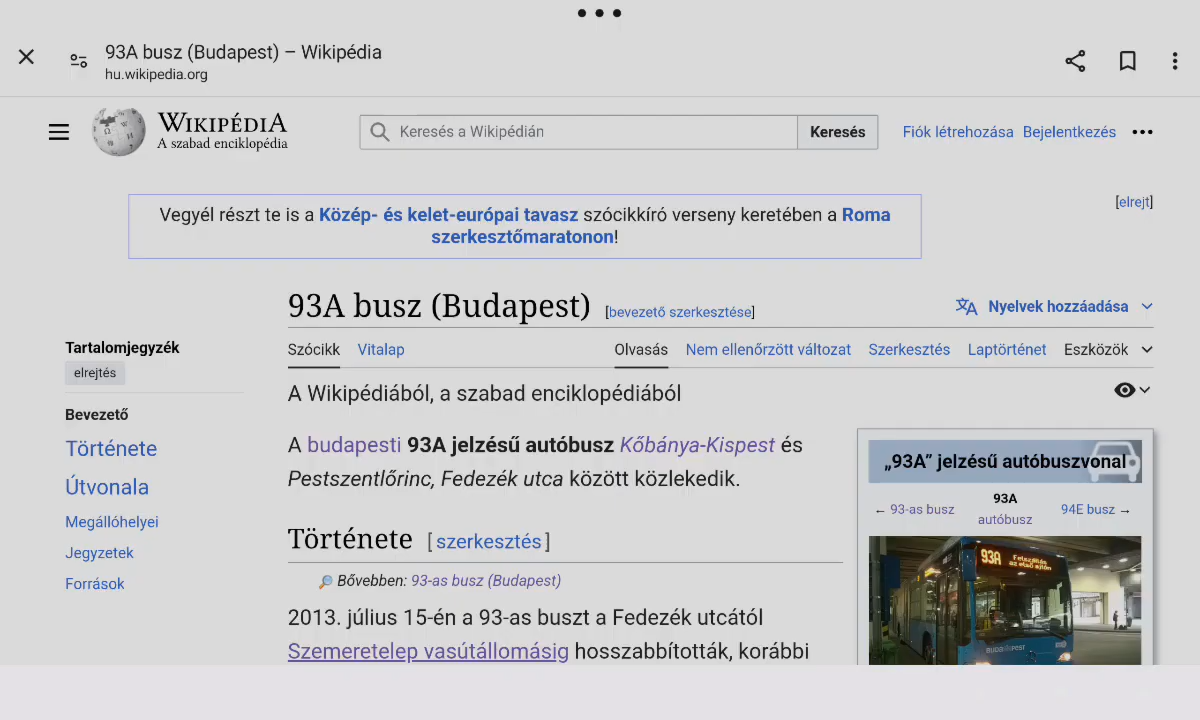 93A busz (Budapest) – Wikipédia
hu.wikipedia.org
WIKIPÉDIA
A szabad enciklopédia
Keresés a Wikipédián
Keresés
Fiók létrehozása Bejelentkezés
Vegyél részt te is a Közép- és kelet-európai tavasz szócikkíró verseny keretében a Roma
szerkesztőmaratonon!
[elrejt]
93A busz (Budapest) [bevezető szerkesztése]
Nyelvek hozzáadása
Tartalomjegyzék
elrejtés
Bevezető
Története
Útvonala
Megállóhelyei
Jegyzetek
Források
Szócikk Vitalap
Olvasás Nem ellenőrzött változat Szerkesztés Laptörténet Eszközök
A Wikipédiából, a szabad enciklopédiából
A budapesti 93A jelzésű autóbusz Kőbánya-Kispest és
Pestszentlőrinc, Fedezék utca között közlekedik.
Története [szerkesztés]
Bővebben: 93-as busz (Budapest)
2013. július 15-én a 93-as buszt a Fedezék utcától
Szemeretelep vasútállomásig hosszabbították, korábbi
„93A” jelzésű autóbuszvonal
← 93-as busz
93A
autóbusz
94E busz →
93A
Felszállás
az első ajtón
BUDAPEST